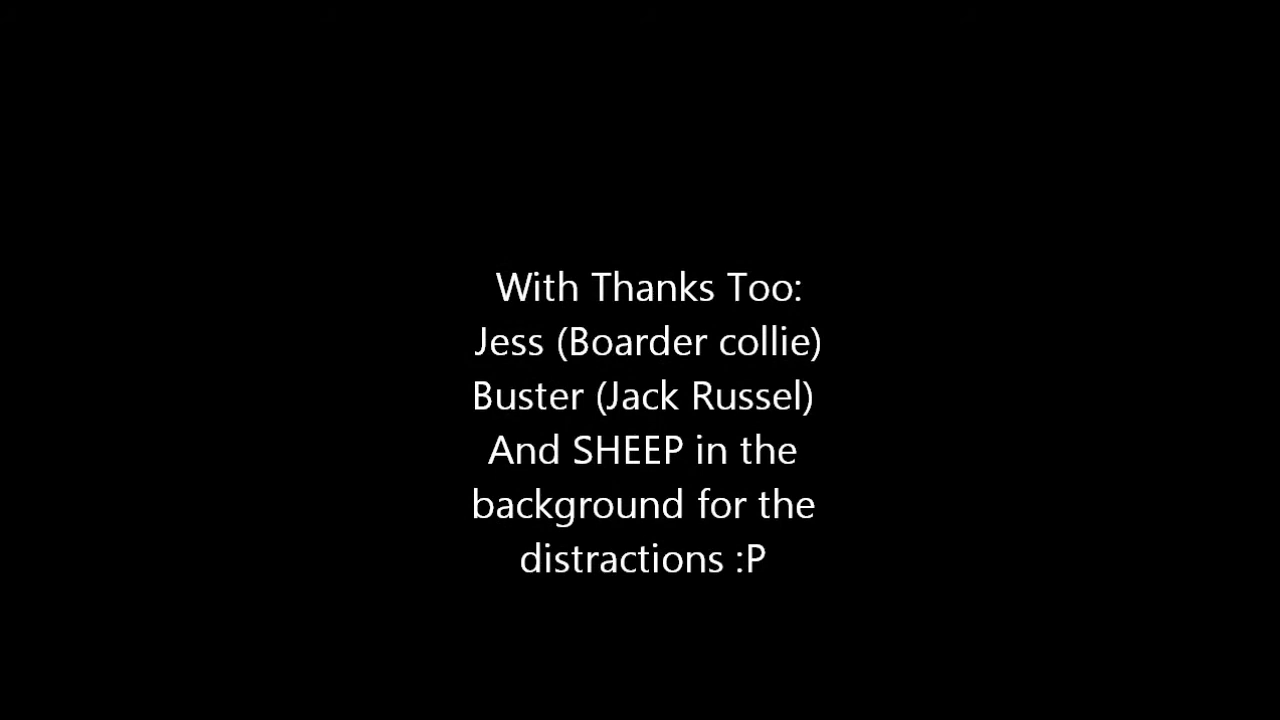 With Thanks Too:
Jess (Boarder collie)
Buster (Jack Russel)
And SHEEP in the
background for the
distractions :P